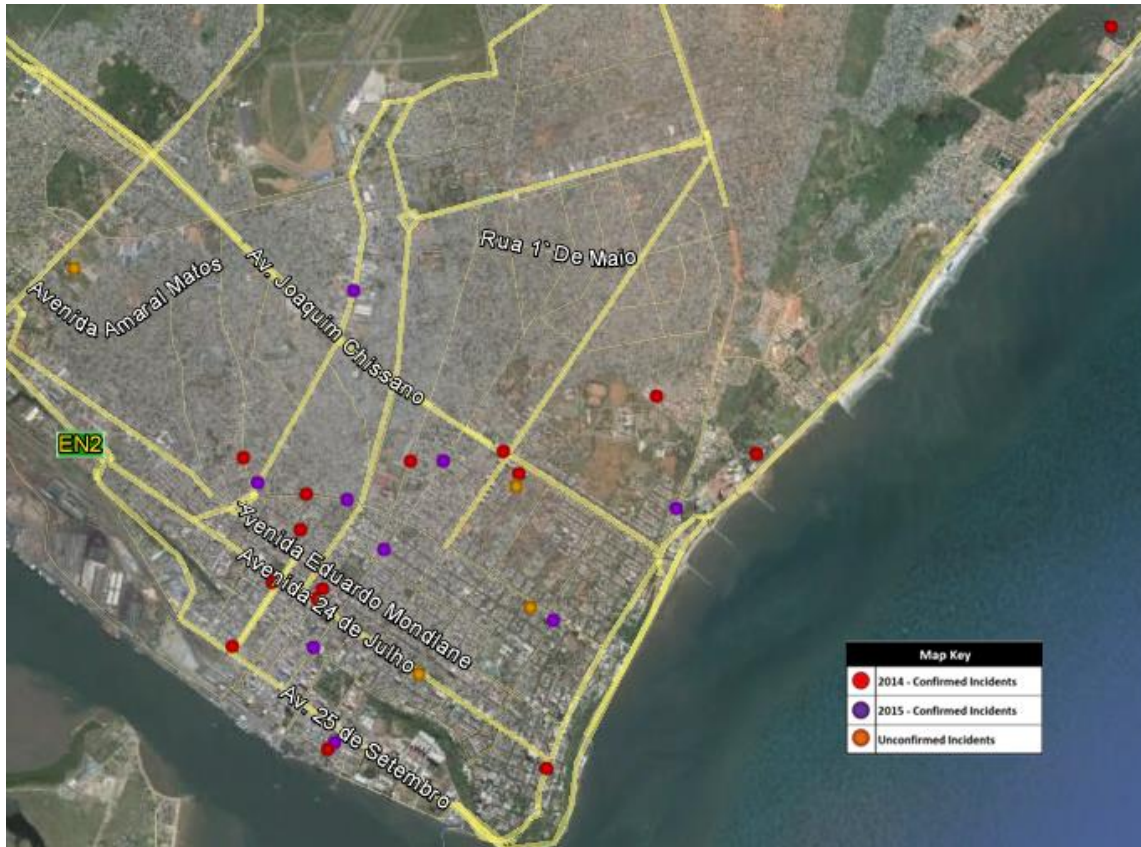 Rua 1° De Maio
Av. Joaquim Chissano
Avenida Amaral Matos
EN2
Avenida Eduardo Mondlane
Avenida 24 de Julho
Av. 25 de Setembro
Map Key
2014 - Confirmed Incidents
2015 - Confirmed Incidents
Unconfirmed Incidents